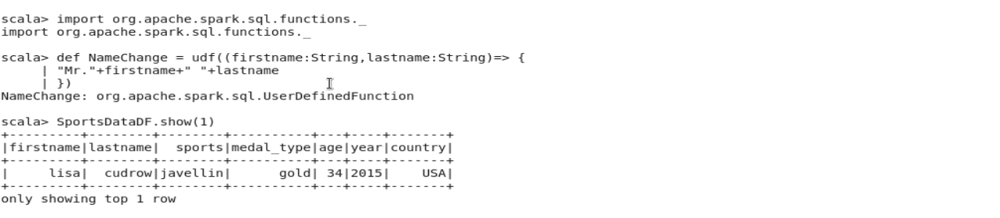 scala> import org.apache.spark.sql.functions._
import org.apache.spark.sql.functions._
scala> def NameChange = udf((firstname:String,lastname:String)=> {
     | "Mr."+firstname+" "+lastname
     | })
NameChange: org.apache.spark.sql.UserDefinedFunction
scala> SportsDataDF.show(1)
+---------+--------+--------+----------+---+----+-------+
|firstname|lastname|  sports|medal_type|age|year|country|
+---------+--------+--------+----------+---+----+-------+
|     lisa|  cudrow|javellin|      gold| 34|2015|    USA|
+---------+--------+--------+----------+---+----+-------+
only showing top 1 row